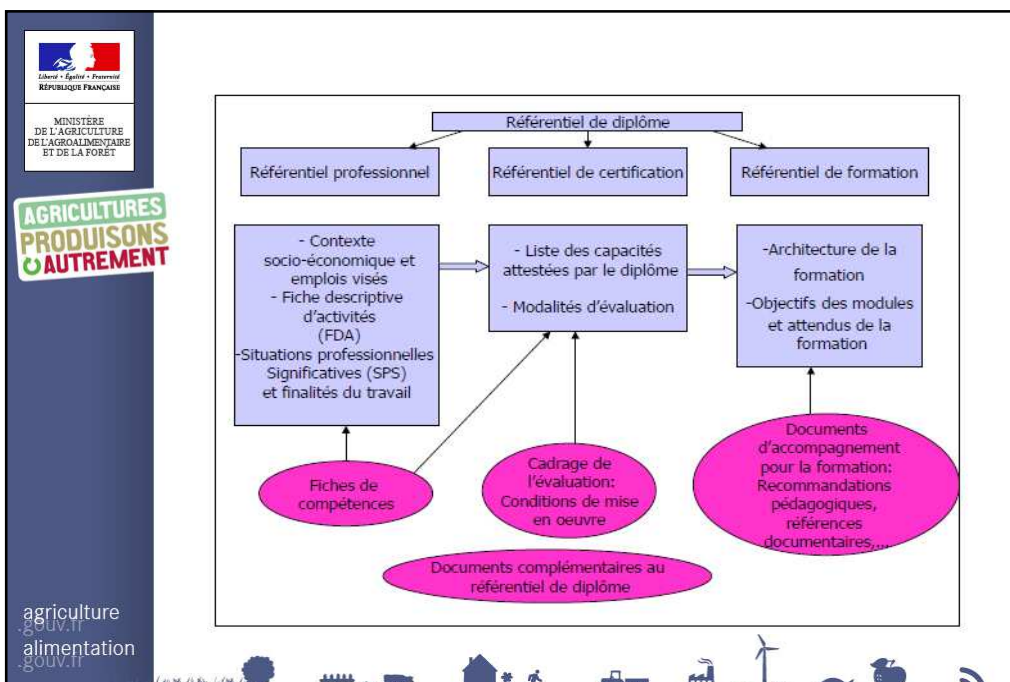 Liberté • Égalité • Fraternité
RÉPUBLIQUE FRANÇAISE
MINISTÈRE
DE L'AGRICULTURE
DE L'AGROALIMENTAIRE
ET DE LA FORÊT
AGRICULTURES
PRODUISONS
AUTREMENT
Référentiel de diplôme
Référentiel professionnel
Référentiel de certification
Référentiel de formation
- Contexte
socio-économique et
emplois visés
- Fiche descriptive
d'activités
(FDA)
-Situations professionnelles
Significatives (SPS)
et finalités du travail
- Liste des capacités
attestées par le diplôme
- Modalités d'évaluation
-Architecture de la
formation
-Objectifs des modules
et attendus de la
formation
Fiches de
compétences
Cadrage de
l'évaluation:
Conditions de mise
en oeuvre
Documents
d'accompagnement
pour la formation:
Recommandations
pédagogiques,
références
documentaires,...
Documents complémentaires au
référentiel de diplôme
agriculture
.gouv.fr
alimentation
.gouv.fr